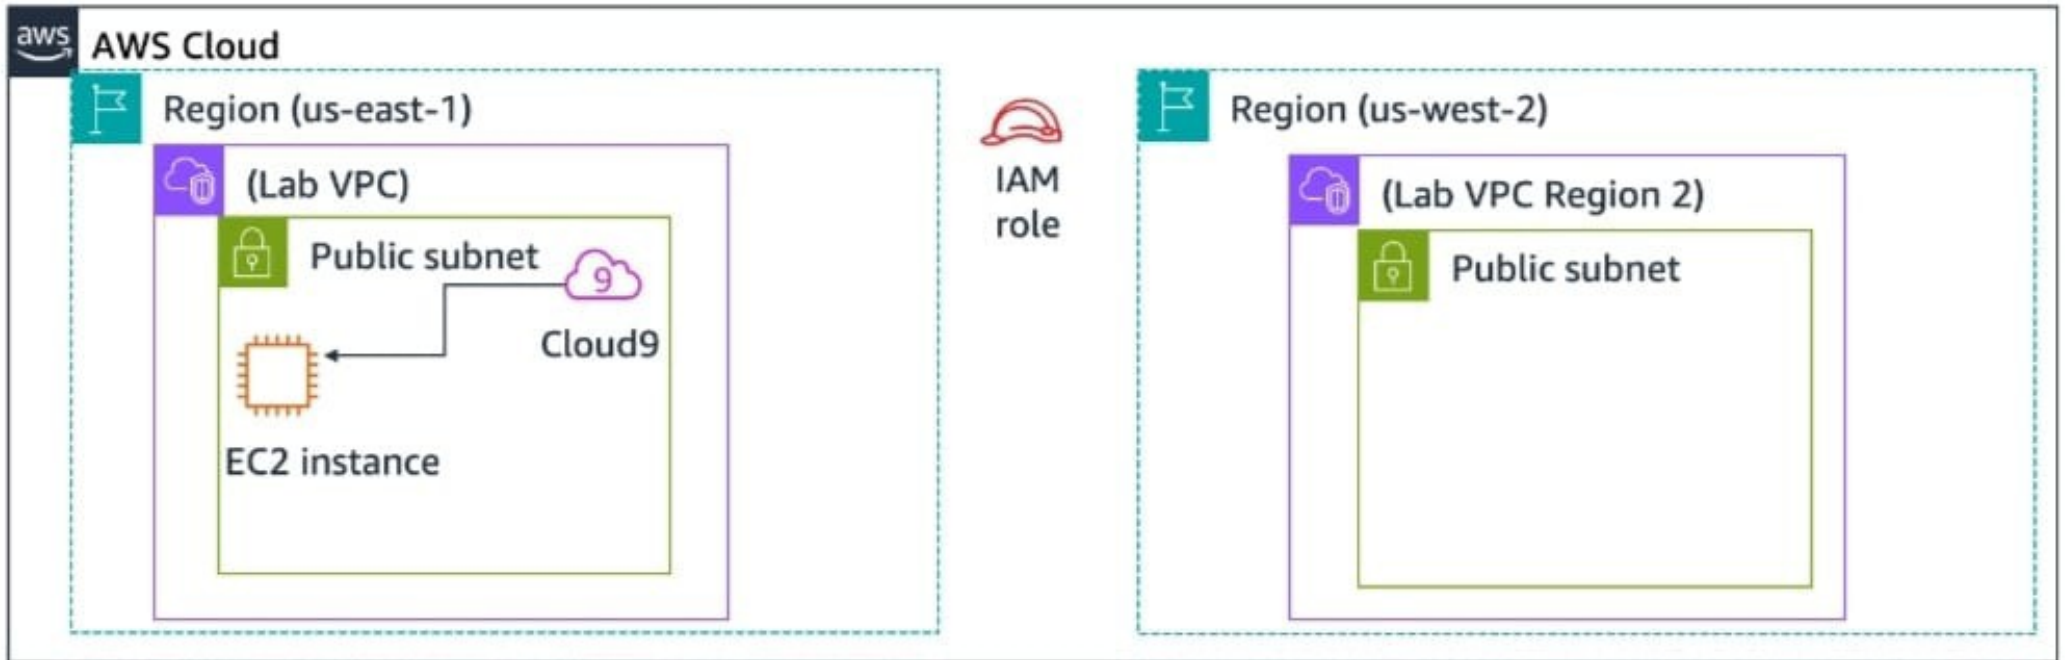 aws
AWS Cloud
Region (us-east-1)
(Lab VPC)
Public subnet
9
Cloud9
EC2 instance
IAM
role
Region (us-west-2)
(Lab VPC Region 2)
Public subnet